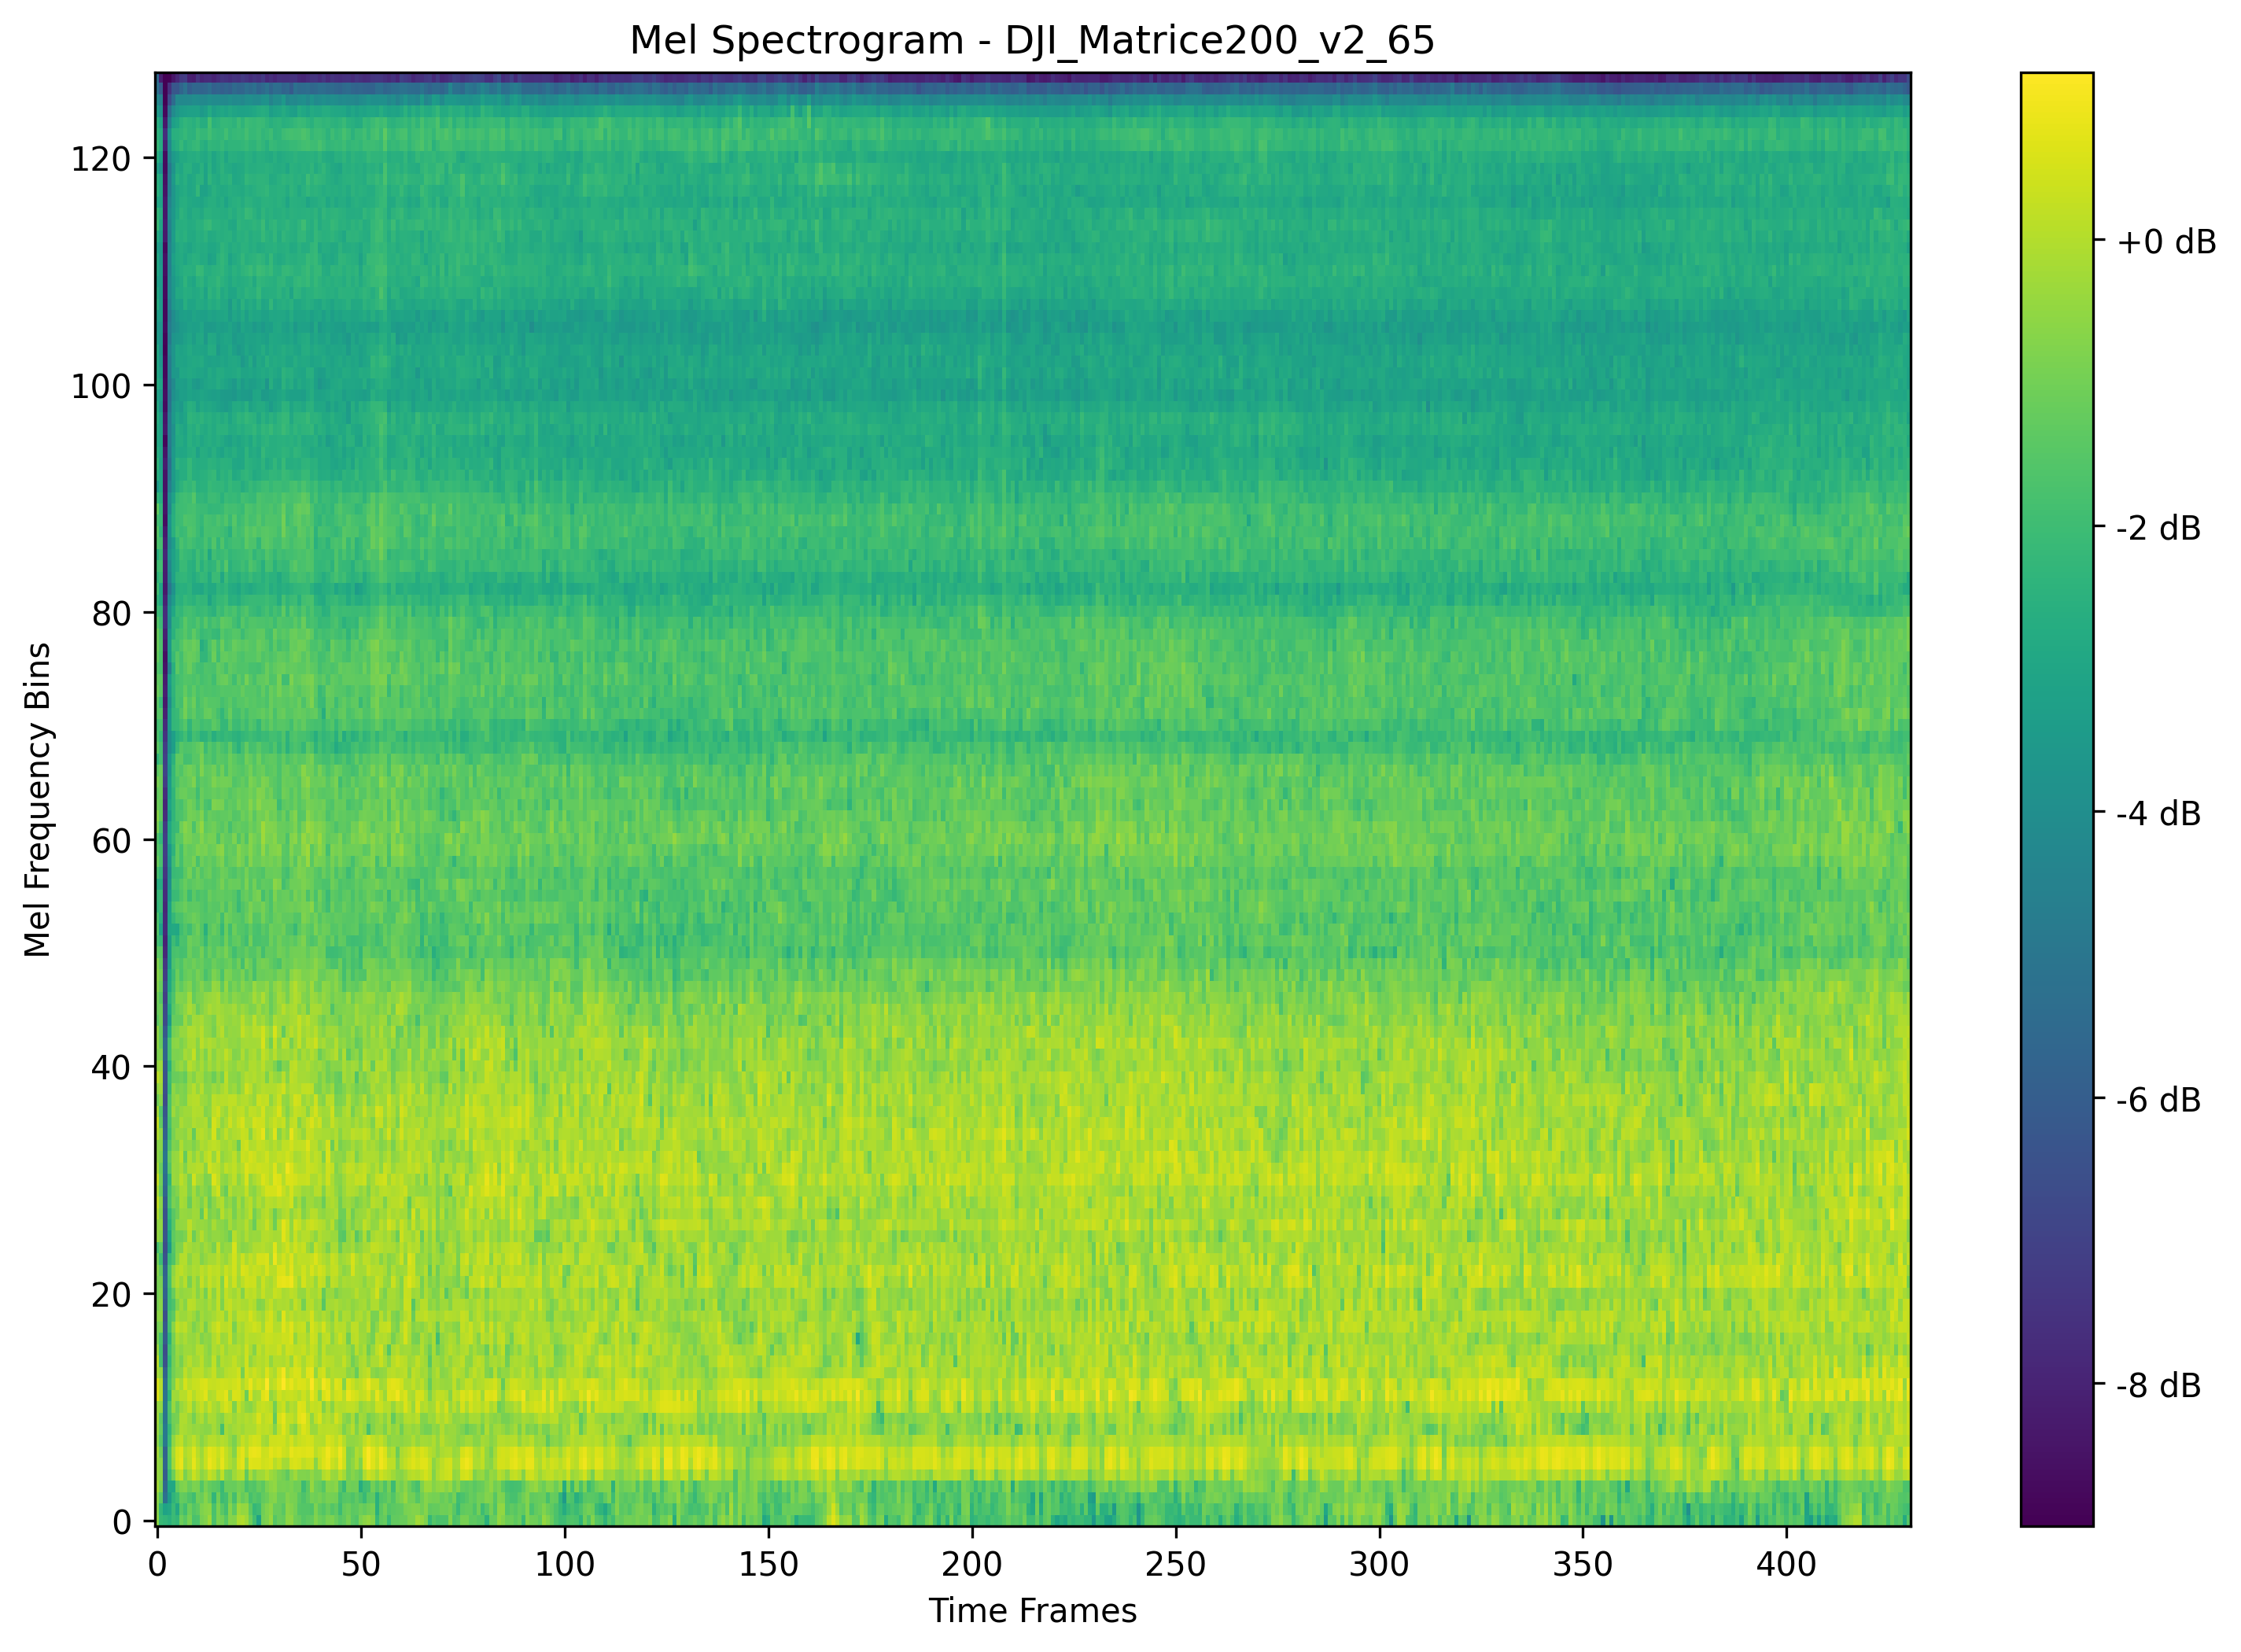 Mel Spectrogram - DJI_Matrice200_v2_65
Mel Frequency Bins
120
100
80
60
40
20
0
0 50 100 150 200 250 300 350 400
Time Frames
+0 dB
-2 dB
-4 dB
-6 dB
-8 dB